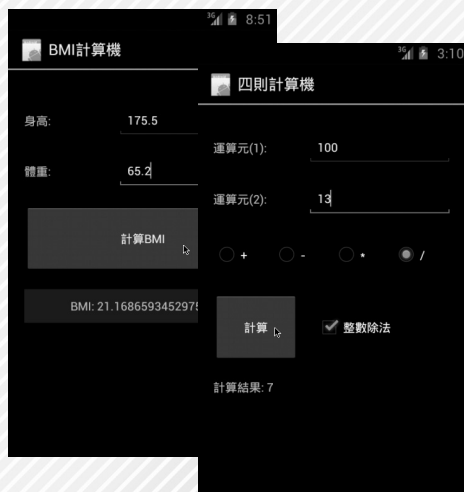 8:51
BMI計算機
身高: 175.5
體重: 65.2
計算BMI
BMI: 21.1686593452975
3G 3:10
四則計算機
運算元(1): 100
運算元(2): 13
+ - * /
計算 整數除法
計算結果: 7